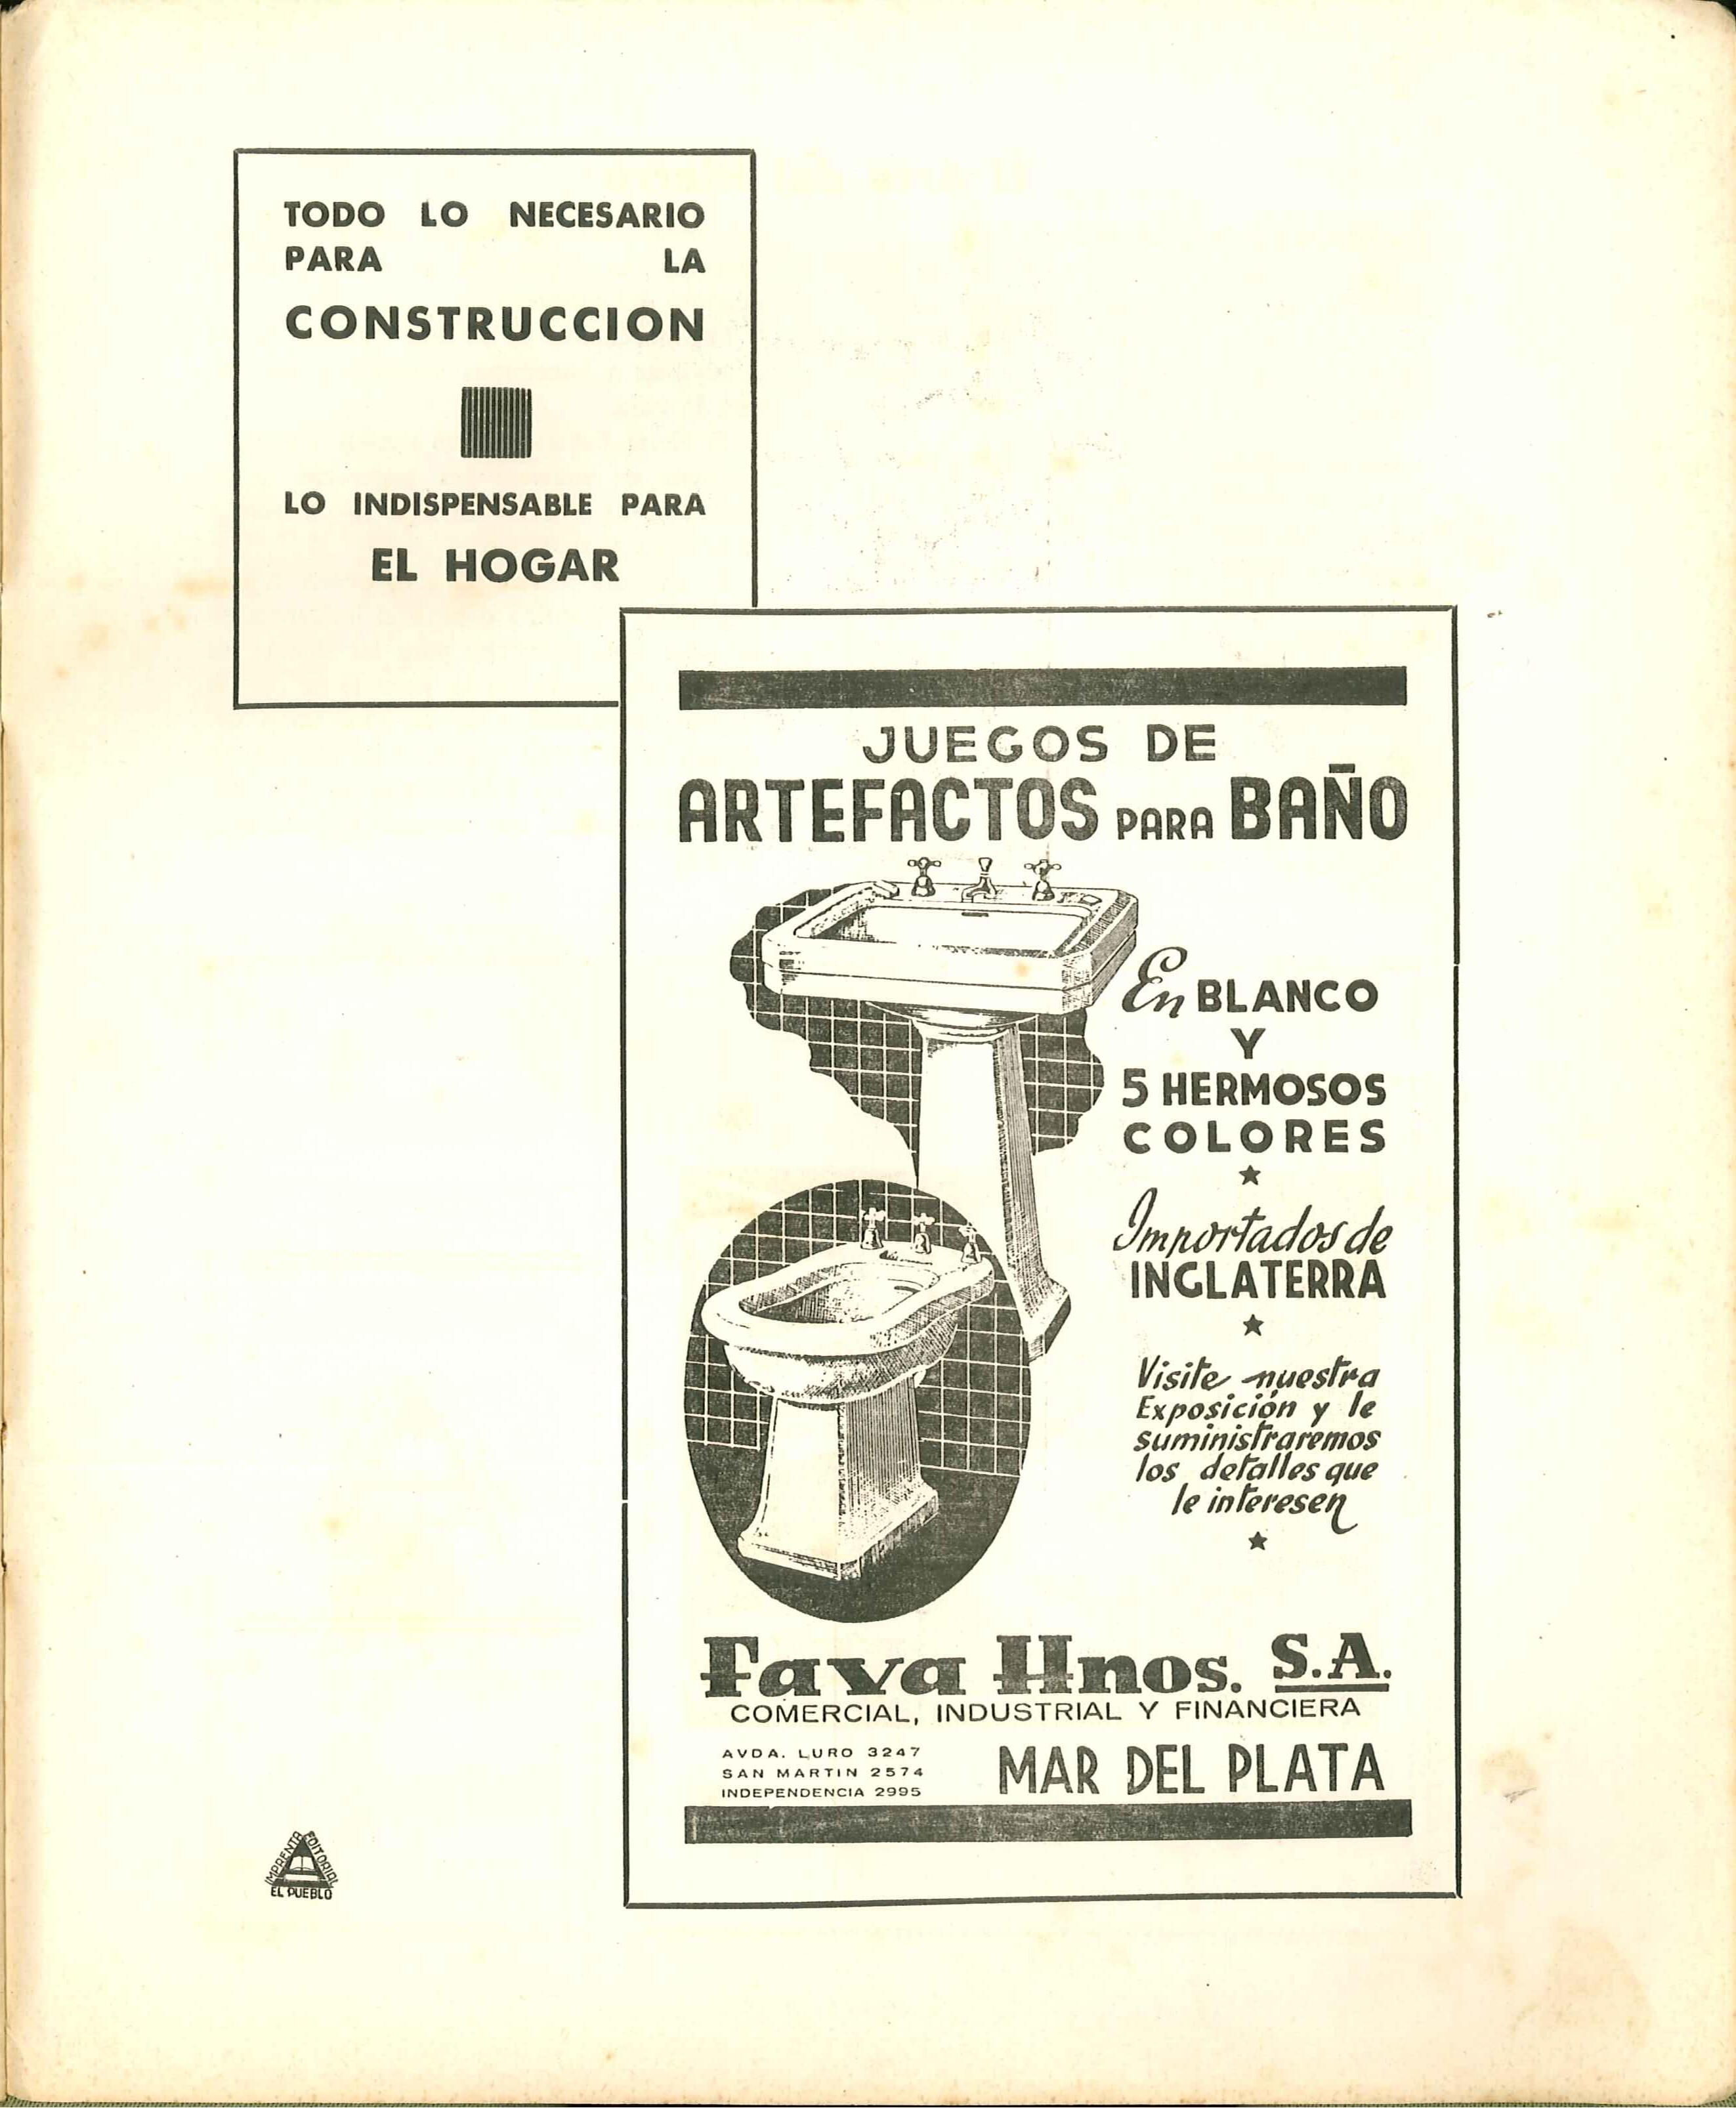 TODO LO NECESARIO
PARA LA
CONSTRUCCION
LO INDISPENSABLE PARA
EL HOGAR
JUEGOS DE
ARTEFACTOS PARA BAÑO
En BLANCO
Y
5 HERMOSOS
COLORES
Importados de
INGLATERRA
Visite nuestra
Exposición y le
suministraremos
los detalles que
le interesen
Fava Hnos. S.A.
COMERCIAL, INDUSTRIAL Y FINANCIERA
AVDA. LURO 3247
SAN MARTIN 2574
INDEPENDENCIA 2995
MAR DEL PLATA
IMPRENTA EDITORIAL
EL PUEBLO